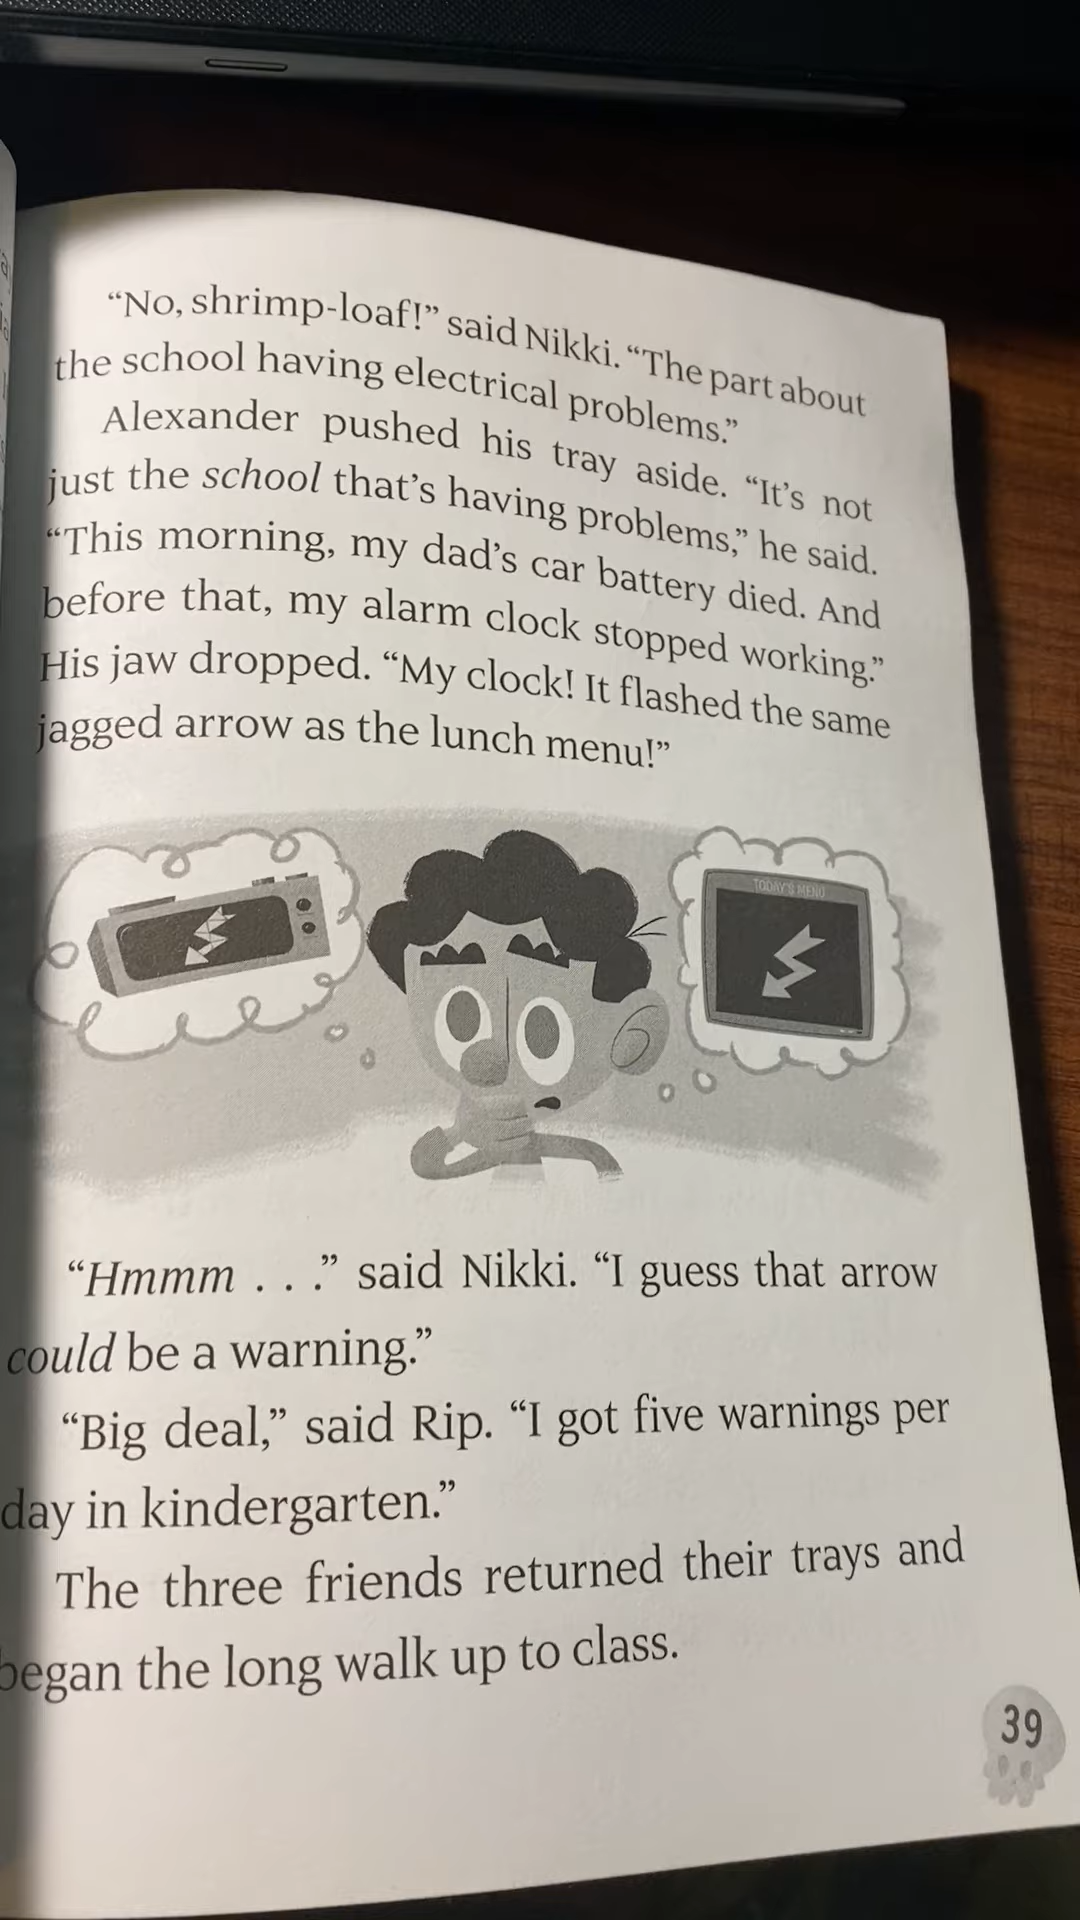 “No, shrimp-loaf!” said Nikki. “The part about
the school having electrical problems.”
Alexander pushed his tray aside. “It’s not
just the school that’s having problems,” he said.
“This morning, my dad’s car battery died. And
before that, my alarm clock stopped working.”
His jaw dropped. “My clock! It flashed the same
jagged arrow as the lunch menu!”
TODAY'S MENU
“Hmmm . . .” said Nikki. “I guess that arrow
could be a warning.”
“Big deal,” said Rip. “I got five warnings per
day in kindergarten.”
The three friends returned their trays and
began the long walk up to class.
39